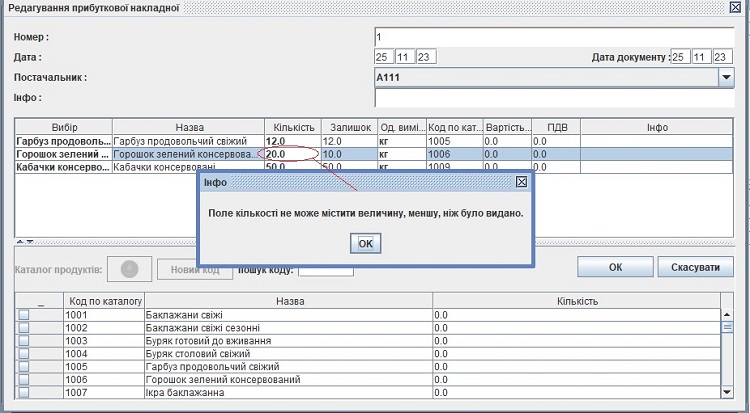 Редагування прибуткової накладної
Номер : 1
Дата : 25 11 23 Дата документу : 25 11 23
Постачальник : А111
Інфо :
Вибір Назва Кількість Залишок Од. вимі... Код по кат... Вартість... ПДВ Інфо
Гарбуз продоволь... Гарбуз продовольчий свіжий 12.0 12.0 кг 1005 0.0 0.0
Горошок зелений ... Горошок зелений консервова... 20.0 10.0 кг 1006 0.0 0.0
Кабачки консерво... Кабачки консервовані 50.0 50.0 кг 1009 0.0 0.0
Інфо
Поле кількості не може містити величину, меншу, ніж було видано.
OK
Каталог продуктів: Новий код пошук коду: ОК Скасувати
_ Код по каталогу Назва Кількість
1001 Баклажани свіжі 0.0
1002 Баклажани свіжі сезонні 0.0
1003 Буряк готовий до вживання 0.0
1004 Буряк столовий свіжий 0.0
1005 Гарбуз продовольчий свіжий 0.0
1006 Горошок зелений консервований 0.0
1007 Ікра баклажанна 0.0